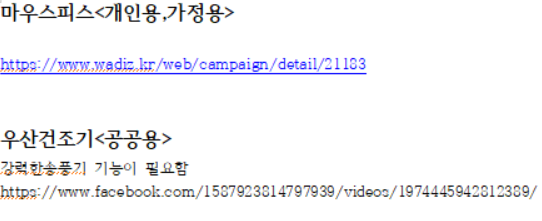 마우스피스<개인용,가정용>
https://www.wadiz.kr/web/campaign/detail/21183
우산건조기<공공용>
강력한송풍기 기능이 필요함
https://www.facebook.com/1587923814797939/videos/1974445942812389/